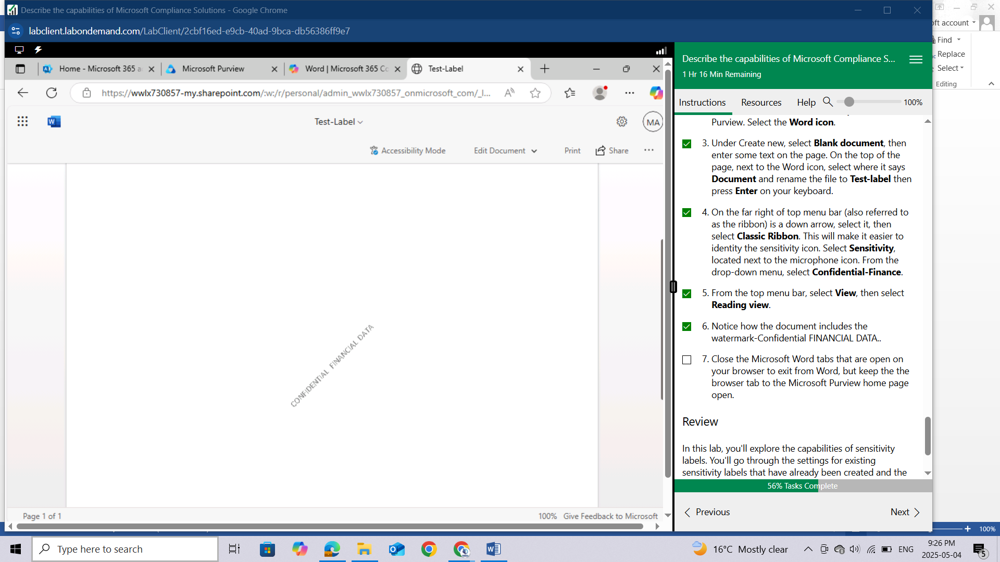 Describe the capabilities of Microsoft Compliance Solutions - Google Chrome
labclient.labondemand.com/LabClient/2cbf16ed-e9cb-40ad-9bca-db56386ff9e7
Home - Microsoft 365 a
Microsoft Purview
Word | Microsoft 365 Co
Test-Label
https://wwlx730857-my.sharepoint.com/:w:/r/personal/admin_wwlx730857_onmicrosoft_com/_l...
Test-Label
MA
Accessibility Mode
Edit Document
Print
Share
CONFIDENTIAL FINANCIAL DATA
Page 1 of 1
100%
Give Feedback to Microsoft
Describe the capabilities of Microsoft Compliance S...
1 Hr 16 Min Remaining
Instructions
Resources
Help
100%
Purview. Select the Word icon.
3. Under Create new, select Blank document, then
enter some text on the page. On the top of the
page, next to the Word icon, select where it says
Document and rename the file to Test-label then
press Enter on your keyboard.
4. On the far right of top menu bar (also referred to
as the ribbon) is a down arrow, select it, then
select Classic Ribbon. This will make it easier to
identity the sensitivity icon. Select Sensitivity,
located next to the microphone icon. From the
drop-down menu, select Confidential-Finance.
5. From the top menu bar, select View, then select
Reading view.
6. Notice how the document includes the
watermark-Confidential FINANCIAL DATA..
7. Close the Microsoft Word tabs that are open on
your browser to exit from Word, but keep the the
browser tab to the Microsoft Purview home page
open.
Review
In this lab, you'll explore the capabilities of sensitivity
labels. You'll go through the settings for existing
sensitivity labels that have already been created and the
56% Tasks Complete
Previous
Next
account
Find
Replace
Select
Editing
100%
Type here to search
16°C Mostly clear
ENG
9:26 PM
2025-05-04
5